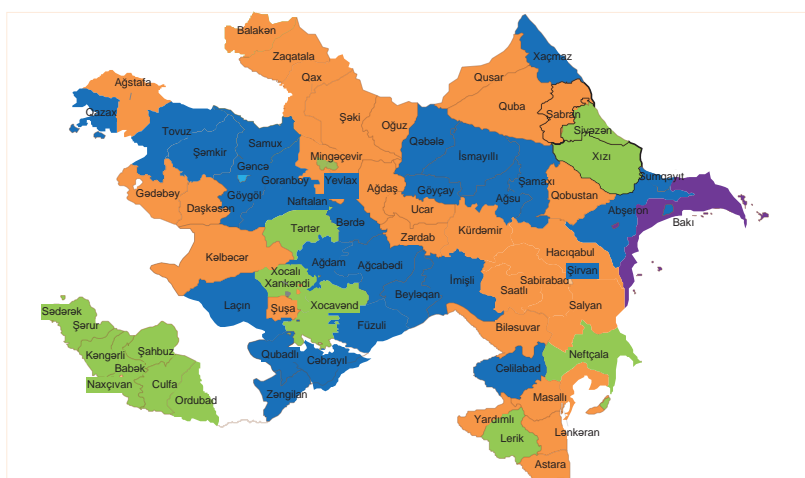 Balakən
Xaçmaz
Zaqatala
Qax
Qusar
Ağstafa
Quba
Şabran
Qazax
Şəki
Oğuz
Siyəzən
Tovuz
Samux
Qəbələ
İsmayıllı
Xızı
Şəmkir
Mingəçevir
Gəncə
Sumqayıt
Gədəbəy
Goranboy
Yevlax
Ağdaş
Göyçay
Şamaxı
Göygöl
Naftalan
Ağsu
Qobustan
Abşeron
Daşkəsən
Ucar
Bakı
Bərdə
Tərtər
Zərdab
Kürdəmir
Hacıqabul
Kəlbəcər
Ağdam
Ağcabədi
Xocalı
Xankəndi
İmişli
Sabirabad
Şirvan
Laçın
Şuşa
Xocavənd
Beyləqan
Saatlı
Salyan
Sədərək
Şərur
Füzuli
Biləsuvar
Kəngərli
Şahbuz
Qubadlı
Cəbrayıl
Neftçala
Babək
Cəlilabad
Naxçıvan
Culfa
Zəngilan
Ordubad
Masallı
Yardımlı
Lənkəran
Lerik
Astara